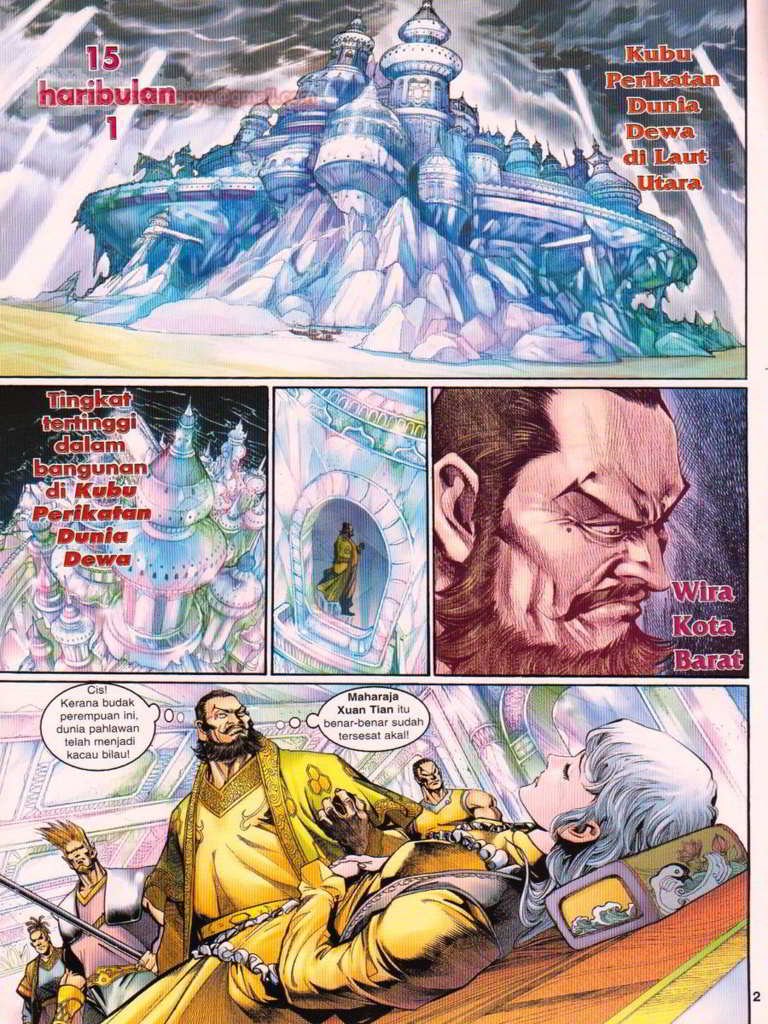 15
haribulan
1
Kubu
Perikatan
Dunia
Dewa
di Laut
Utara
Tingkat
tertinggi
dalam
bangunan
di Kubu
Perikatan
Dunia
Dewa
Wira
Kota
Barat
Cis!
Kerana budak
perempuan ini,
dunia pahlawan
telah menjadi
kacau bilau!
Maharaja
Xuan Tian itu
benar-benar sudah
tersesat akal!
2